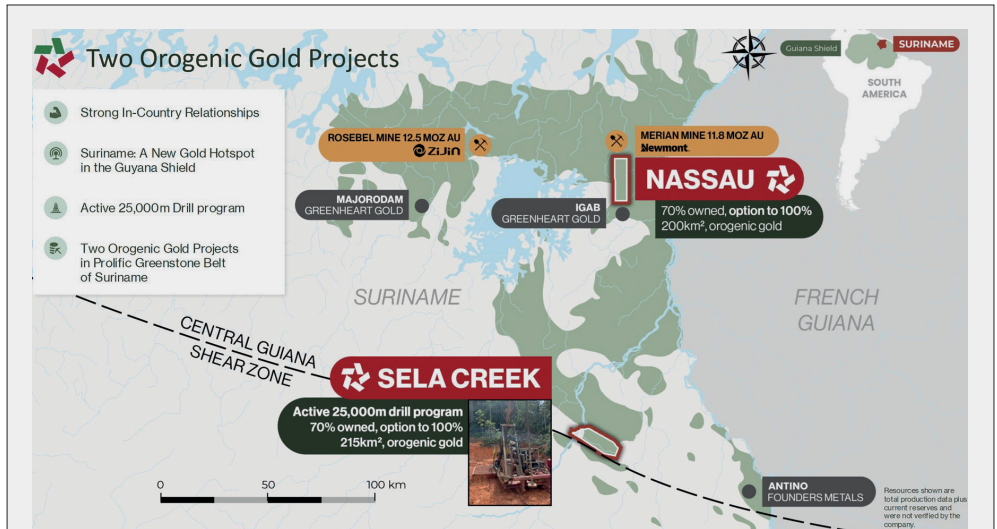 Two Orogenic Gold Projects
Strong In-Country Relationships
Suriname: A New Gold Hotspot
in the Guyana Shield
Active 25,000m Drill program
Two Orogenic Gold Projects
in Prolific Greenstone Belt
of Suriname
Guiana Shield
SURINAME
SOUTH
AMERICA
ROSEBEL MINE 12.5 MOZ AU
ZIJIN
MERIAN MINE 11.8 MOZ AU
Newmont.
NASSAU
70% owned, option to 100%
200km², orogenic gold
MAJORODAM
GREENHEART GOLD
IGAB
GREENHEART GOLD
SURINAME
FRENCH
GUIANA
CENTRAL GUIANA
SHEAR ZONE
SELA CREEK
Active 25,000m drill program
70% owned, option to 100%
215km², orogenic gold
0 50 100 km
ANTINO
FOUNDERS METALS
Resources shown are
total production data plus
current reserves and
were not verified by the
company.